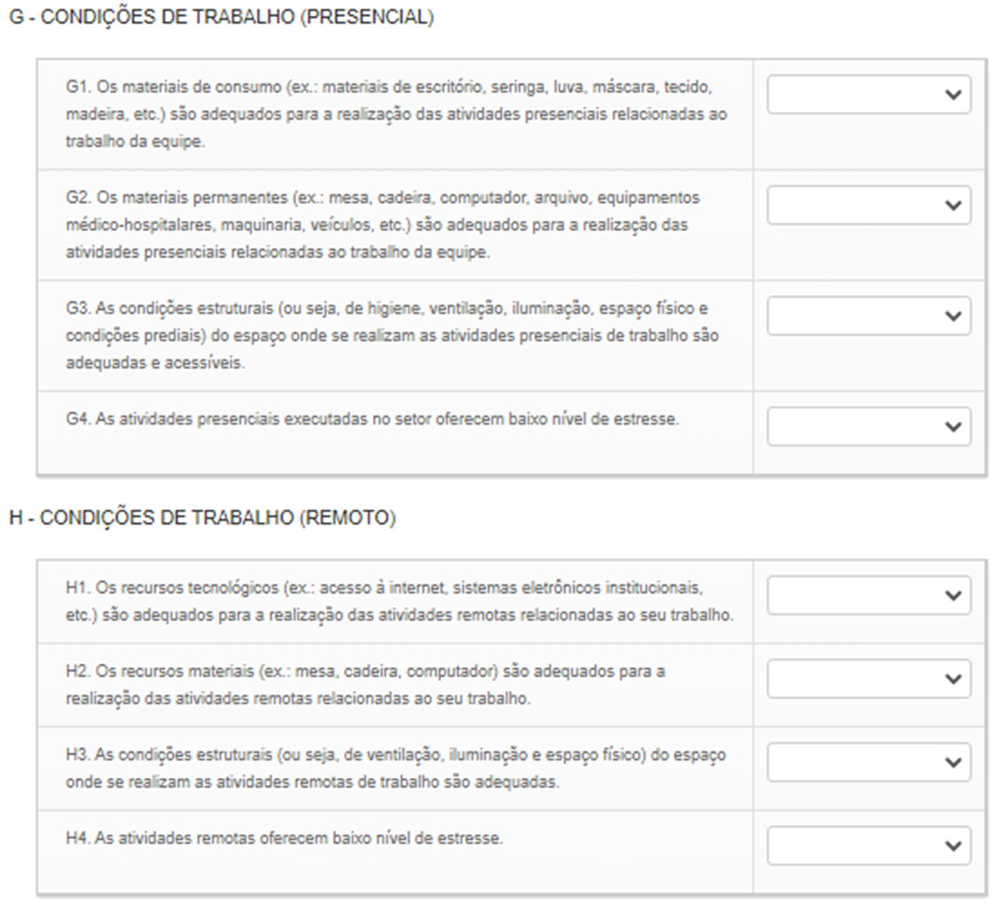 G - CONDIÇÕES DE TRABALHO (PRESENCIAL)
G1. Os materiais de consumo (ex.: materiais de escritório, seringa, luva, máscara, tecido,
madeira, etc.) são adequados para a realização das atividades presenciais relacionadas ao
trabalho da equipe.
G2. Os materiais permanentes (ex.: mesa, cadeira, computador, arquivo, equipamentos
médico-hospitalares, maquinaria, veículos, etc.) são adequados para a realização das
atividades presenciais relacionadas ao trabalho da equipe.
G3. As condições estruturais (ou seja, de higiene, ventilação, iluminação, espaço físico e
condições prediais) do espaço onde se realizam as atividades presenciais de trabalho são
adequadas e acessíveis.
G4. As atividades presenciais executadas no setor oferecem baixo nível de estresse.
H - CONDIÇÕES DE TRABALHO (REMOTO)
H1. Os recursos tecnológicos (ex.: acesso à internet, sistemas eletrônicos institucionais,
etc.) são adequados para a realização das atividades remotas relacionadas ao seu trabalho.
H2. Os recursos materiais (ex.: mesa, cadeira, computador) são adequados para a
realização das atividades remotas relacionadas ao seu trabalho.
H3. As condições estruturais (ou seja, de ventilação, iluminação e espaço físico) do espaço
onde se realizam as atividades remotas de trabalho são adequadas.
H4. As atividades remotas oferecem baixo nível de estresse.